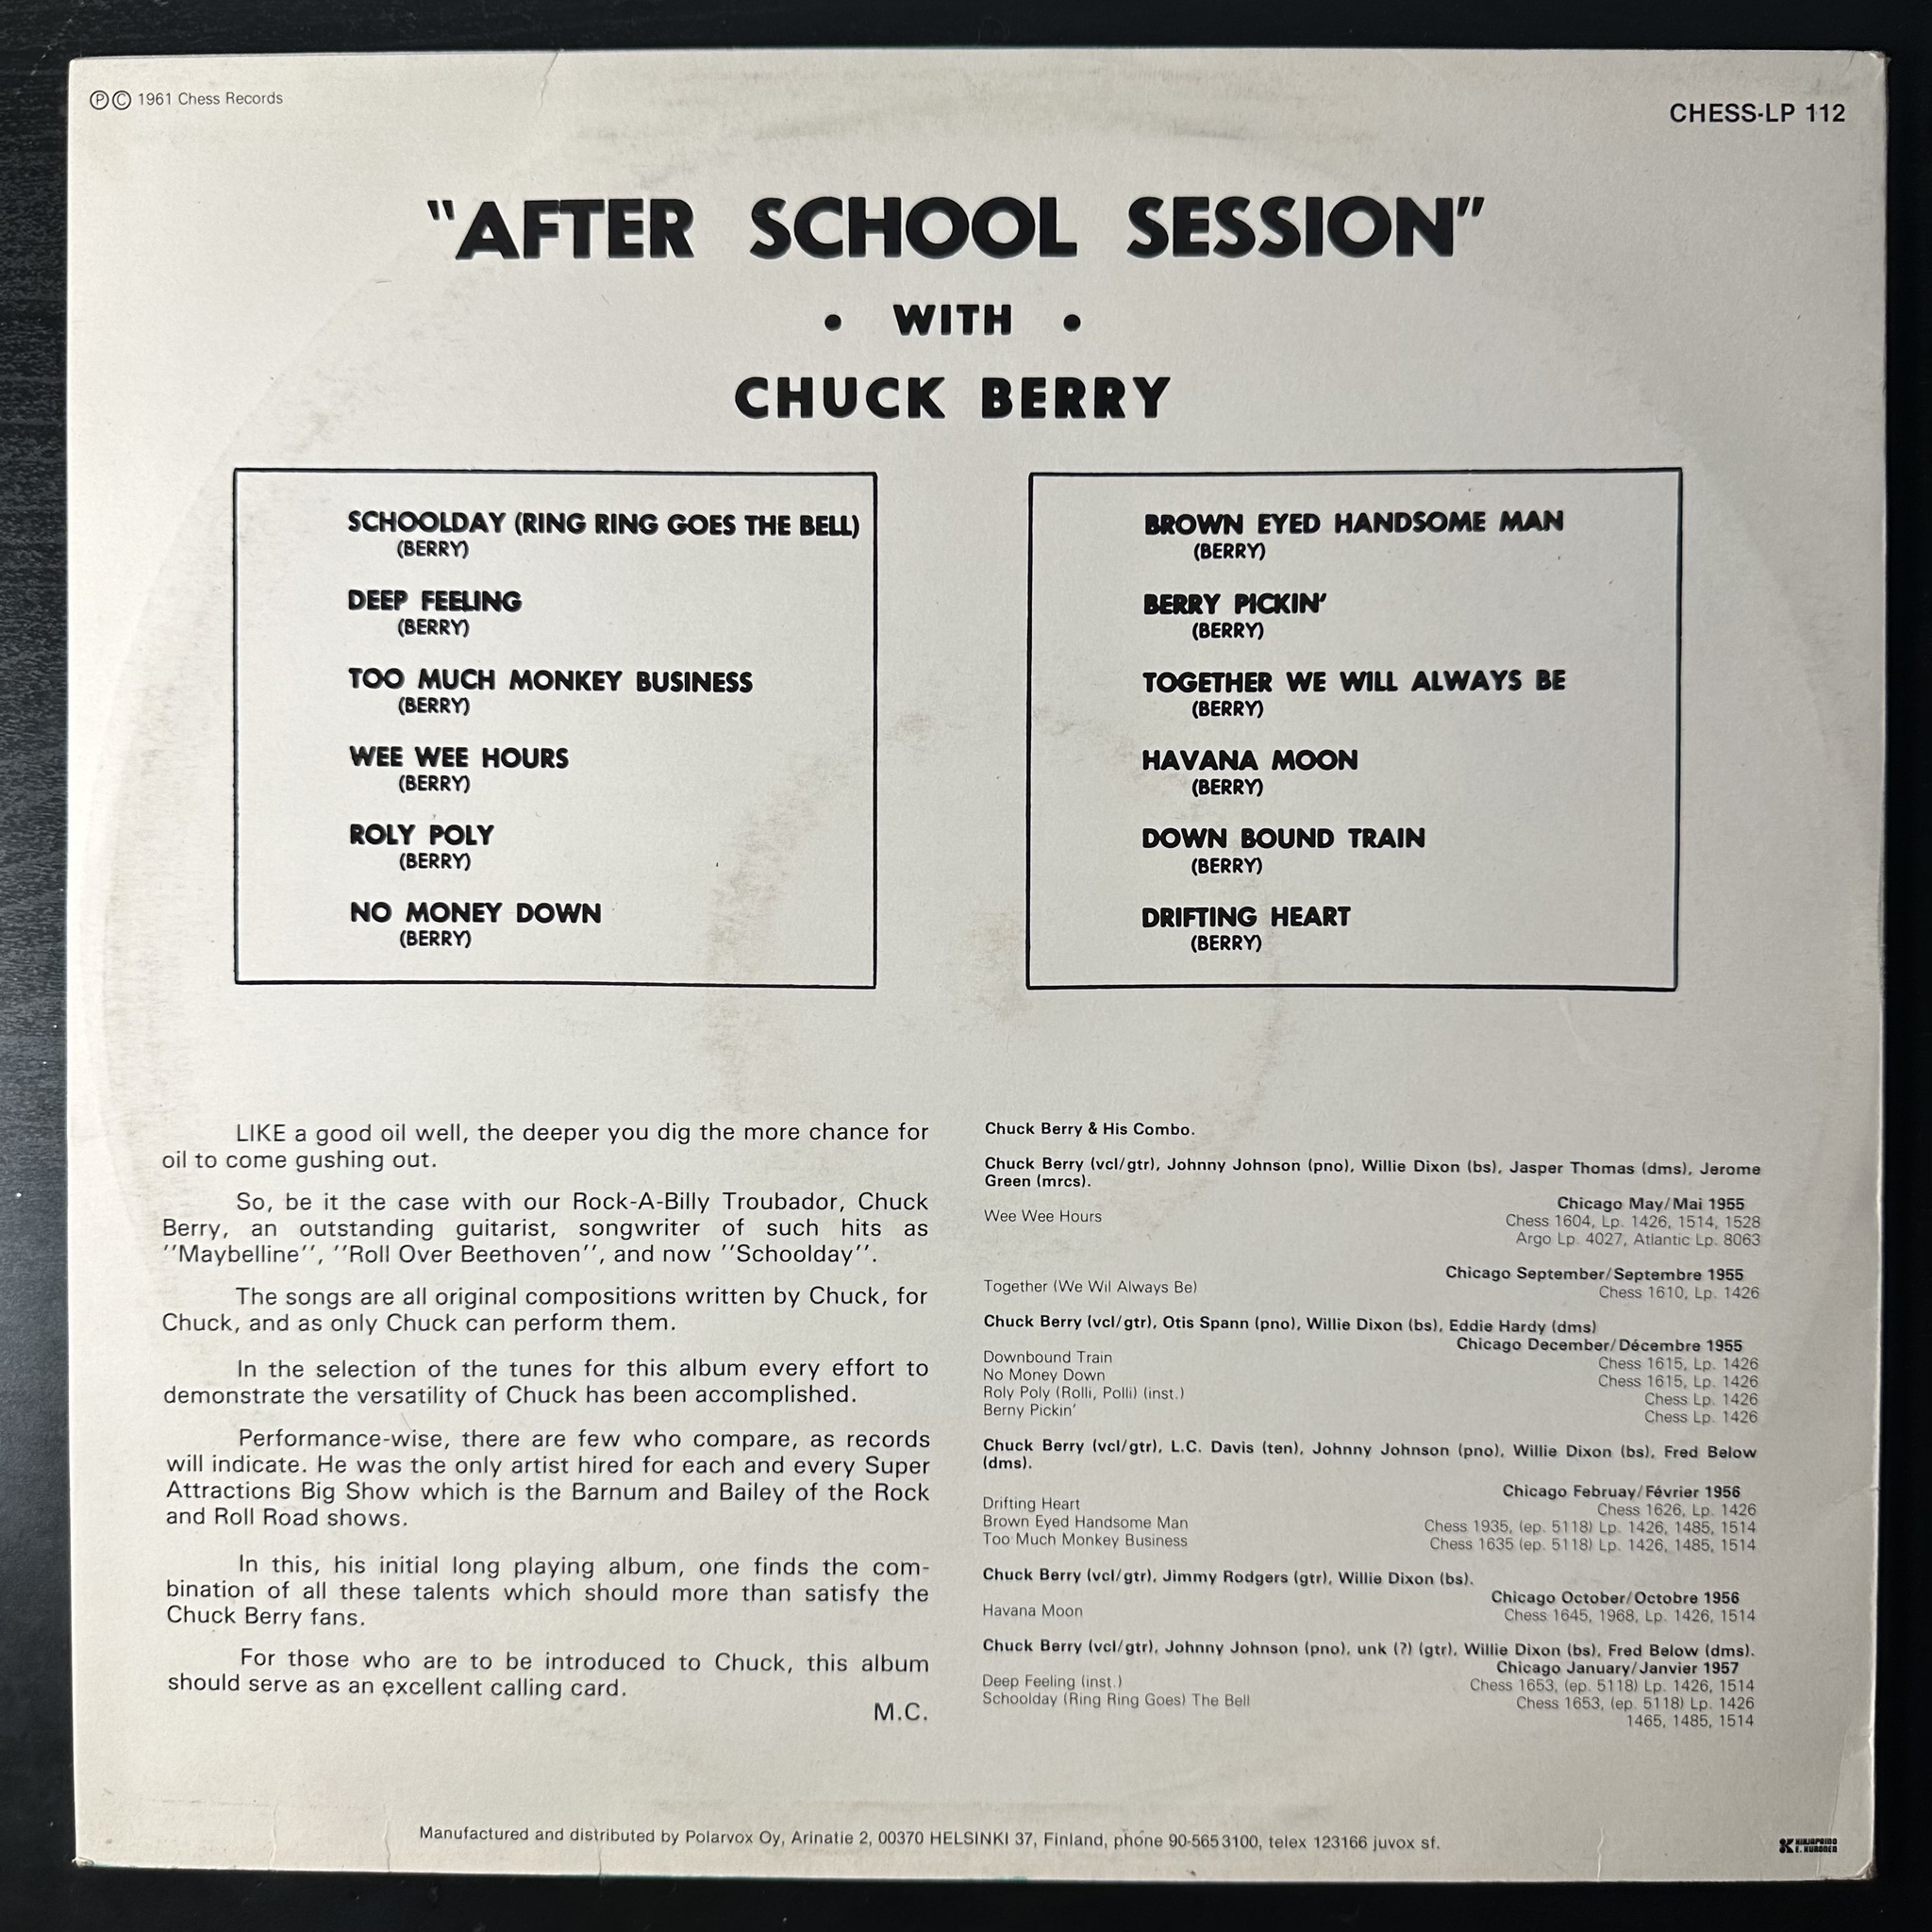 ⓅⒸ 1961 Chess Records
CHESS-LP 112
"AFTER SCHOOL SESSION"
• WITH •
CHUCK BERRY
SCHOOLDAY (RING RING GOES THE BELL)
(BERRY)
DEEP FEELING
(BERRY)
TOO MUCH MONKEY BUSINESS
(BERRY)
WEE WEE HOURS
(BERRY)
ROLY POLY
(BERRY)
NO MONEY DOWN
(BERRY)
BROWN EYED HANDSOME MAN
(BERRY)
BERRY PICKIN'
(BERRY)
TOGETHER WE WILL ALWAYS BE
(BERRY)
HAVANA MOON
(BERRY)
DOWN BOUND TRAIN
(BERRY)
DRIFTING HEART
(BERRY)
LIKE a good oil well, the deeper you dig the more chance for
oil to come gushing out.
So, be it the case with our Rock-A-Billy Troubador, Chuck
Berry, an outstanding guitarist, songwriter of such hits as
''Maybelline'', ''Roll Over Beethoven'', and now ''Schoolday''.
The songs are all original compositions written by Chuck, for
Chuck, and as only Chuck can perform them.
In the selection of the tunes for this album every effort to
demonstrate the versatility of Chuck has been accomplished.
Performance-wise, there are few who compare, as records
will indicate. He was the only artist hired for each and every Super
Attractions Big Show which is the Barnum and Bailey of the Rock
and Roll Road shows.
In this, his initial long playing album, one finds the com-
bination of all these talents which should more than satisfy the
Chuck Berry fans.
For those who are to be introduced to Chuck, this album
should serve as an excellent calling card.
M.C.
Chuck Berry & His Combo.
Chuck Berry (vcl/gtr), Johnny Johnson (pno), Willie Dixon (bs), Jasper Thomas (dms), Jerome
Green (mrcs).
Chicago May/Mai 1955
Wee Wee Hours Chess 1604, Lp. 1426, 1514, 1528
Argo Lp. 4027, Atlantic Lp. 8063
Chicago September/Septembre 1955
Together (We Wil Always Be) Chess 1610, Lp. 1426
Chuck Berry (vcl/gtr), Otis Spann (pno), Willie Dixon (bs), Eddie Hardy (dms)
Chicago December/Décembre 1955
Downbound Train Chess 1615, Lp. 1426
No Money Down Chess 1615, Lp. 1426
Roly Poly (Rolli, Polli) (inst.) Chess Lp. 1426
Berny Pickin' Chess Lp. 1426
Chuck Berry (vcl/gtr), L.C. Davis (ten), Johnny Johnson (pno), Willie Dixon (bs), Fred Below
(dms).
Chicago Februay/Février 1956
Drifting Heart Chess 1626, Lp. 1426
Brown Eyed Handsome Man Chess 1935, (ep. 5118) Lp. 1426, 1485, 1514
Too Much Monkey Business Chess 1635 (ep. 5118) Lp. 1426, 1485, 1514
Chuck Berry (vcl/gtr), Jimmy Rodgers (gtr), Willie Dixon (bs).
Chicago October/Octobre 1956
Havana Moon Chess 1645, 1968, Lp. 1426, 1514
Chuck Berry (vcl/gtr), Johnny Johnson (pno), unk (?) (gtr), Willie Dixon (bs), Fred Below (dms).
Chicago January/Janvier 1957
Deep Feeling (inst.) Chess 1653, (ep. 5118) Lp. 1426, 1514
Schoolday (Ring Ring Goes) The Bell Chess 1653, (ep. 5118) Lp. 1426
1465, 1485, 1514
Manufactured and distributed by Polarvox Oy, Arinatie 2, 00370 HELSINKI 37, Finland, phone 90-565 3100, telex 123166 juvox sf.
KIRJAPAINO
E. KURONEN